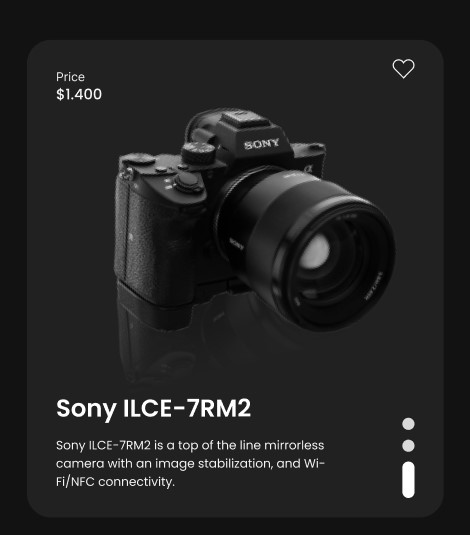 Price
$1.400
SONY
Sony ILCE-7RM2
Sony ILCE-7RM2 is a top of the line mirrorless
camera with an image stabilization, and Wi-
Fi/NFC connectivity.